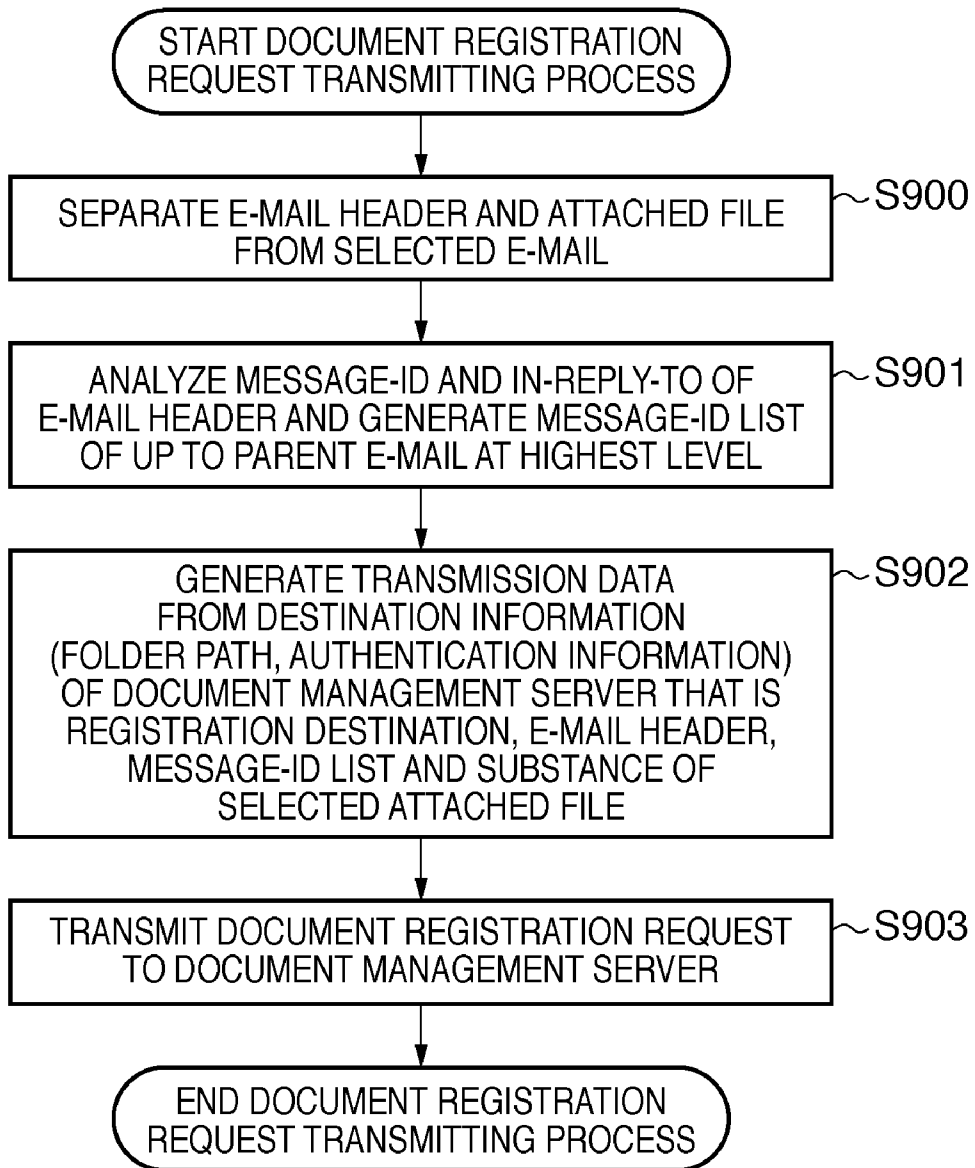 START DOCUMENT REGISTRATION
REQUEST TRANSMITTING PROCESS
S900
SEPARATE E-MAIL HEADER AND ATTACHED FILE
FROM SELECTED E-MAIL
S901
ANALYZE MESSAGE-ID AND IN-REPLY-TO OF
E-MAIL HEADER AND GENERATE MESSAGE-ID LIST
OF UP TO PARENT E-MAIL AT HIGHEST LEVEL
S902
GENERATE TRANSMISSION DATA
FROM DESTINATION INFORMATION
(FOLDER PATH, AUTHENTICATION INFORMATION)
OF DOCUMENT MANAGEMENT SERVER THAT IS
REGISTRATION DESTINATION, E-MAIL HEADER,
MESSAGE-ID LIST AND SUBSTANCE OF
SELECTED ATTACHED FILE
S903
TRANSMIT DOCUMENT REGISTRATION REQUEST
TO DOCUMENT MANAGEMENT SERVER
END DOCUMENT REGISTRATION
REQUEST TRANSMITTING PROCESS